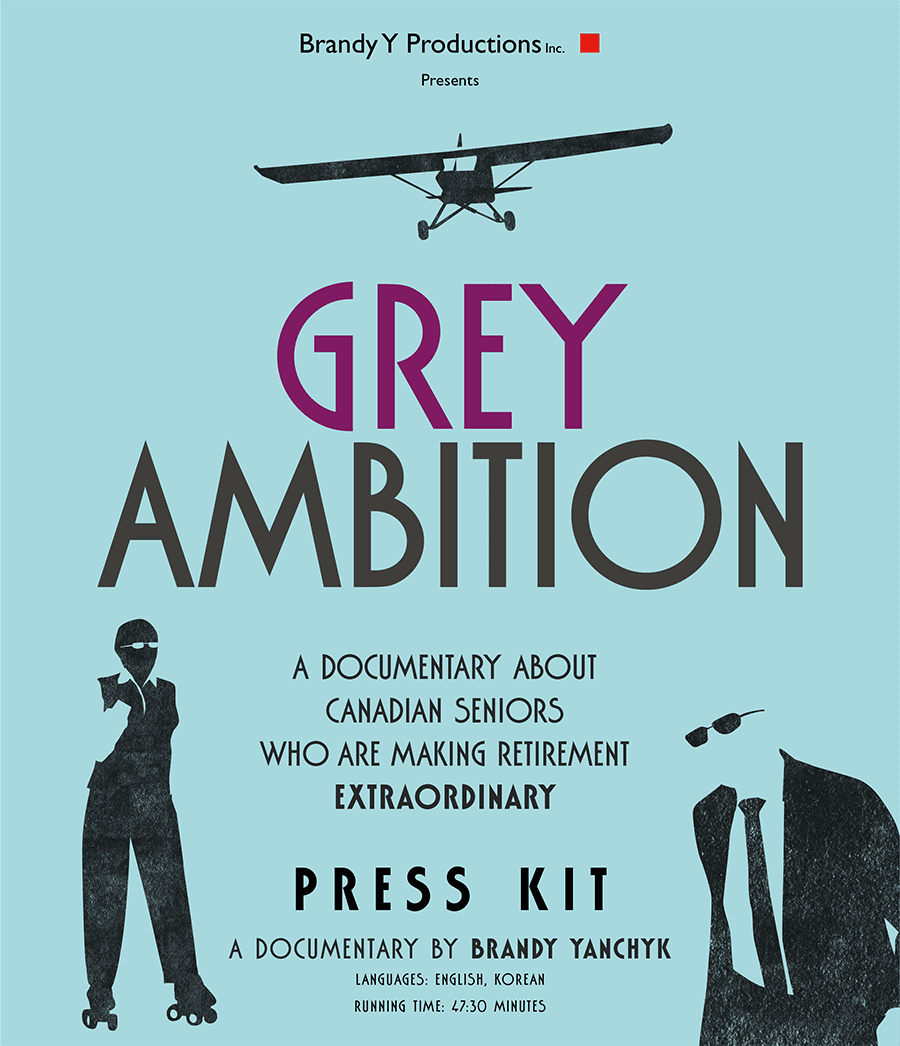 Brandy Y Productions Inc.
Presents
GREY
AMBITION
A DOCUMENTARY ABOUT
CANADIAN SENIORS
WHO ARE MAKING RETIREMENT
EXTRAORDINARY
PRESS KIT
A DOCUMENTARY BY BRANDY YANCHYK
LANGUAGES: ENGLISH, KOREAN
RUNNING TIME: 47:30 MINUTES